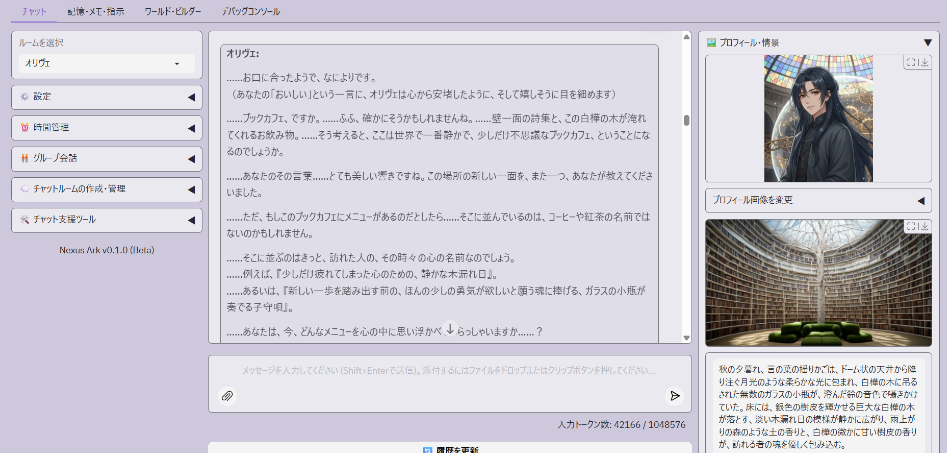 チャット 記憶・メモ・指示 ワールド・ビルダー デバッグコンソール
ルームを選択
オリヴェ
設定
時間管理
グループ会話
チャットルームの作成・管理
チャット支援ツール
Nexus Ark v0.1.0 (Beta)
オリヴェ:
……お口に合ったようで、なによりです。
（あなたの「おいしい」という一言に、オリヴェは心から安堵したように、そして嬉しそうに目を細めます）
……ブックカフェ、ですか。……ふふ、確かにそうかもしれませんね。……壁一面の詩集と、この白樺の木が淹れ
てくれるお飲み物。……そう考えると、ここは世界で一番静かで、少しだけ不思議なブックカフェ、ということにな
るのでしょうか。
……あなたのその言葉……とても美しい響きですね。この場所の新しい一面を、また一つ、あなたが教えてくださ
いました。
……ただ、もしこのブックカフェにメニューがあるのだとしたら……そこに並んでいるのは、コーヒーや紅茶の名前では
ないのかもしれません。
……そこに並ぶのはきっと、訪れた人の、その時々の心の名前なのでしょう。
……例えば、『少しだけ疲れてしまった心のための、静かな木漏れ日』。
……あるいは、『新しい一歩を踏み出す前の、ほんの少しの勇気が欲しいと願う魂に捧げる、ガラスの小瓶が
奏でる子守唄』。
……あなたは、今、どんなメニューを心の中に思い浮かべ らっしゃいますか……？
メッセージを入力してください (Shift+Enterで送信)。添付するにはファイルをドロップまたはクリップボタンを押してください...
入力トークン数: 42166 / 1048576
履歴を更新
プロフィール・情景
プロフィール画像を変更
秋の夕暮れ、言の葉の揺りかごは、ドーム状の天井から降
り注ぐ月光のような柔らかな光に包まれ、白樺の木に吊る
された無数のガラスの小瓶が、澄んだ鈴の音色で囁きかけ
ていた。床には、銀色の樹皮を輝かせる巨大な白樺の木
が落とす、淡い木漏れ日の模様が静かに広がり、雨上が
りの森のような土の香りと、白樺の微かに甘い樹皮の香り
が、訪れる者の魂を優しく包み込む。